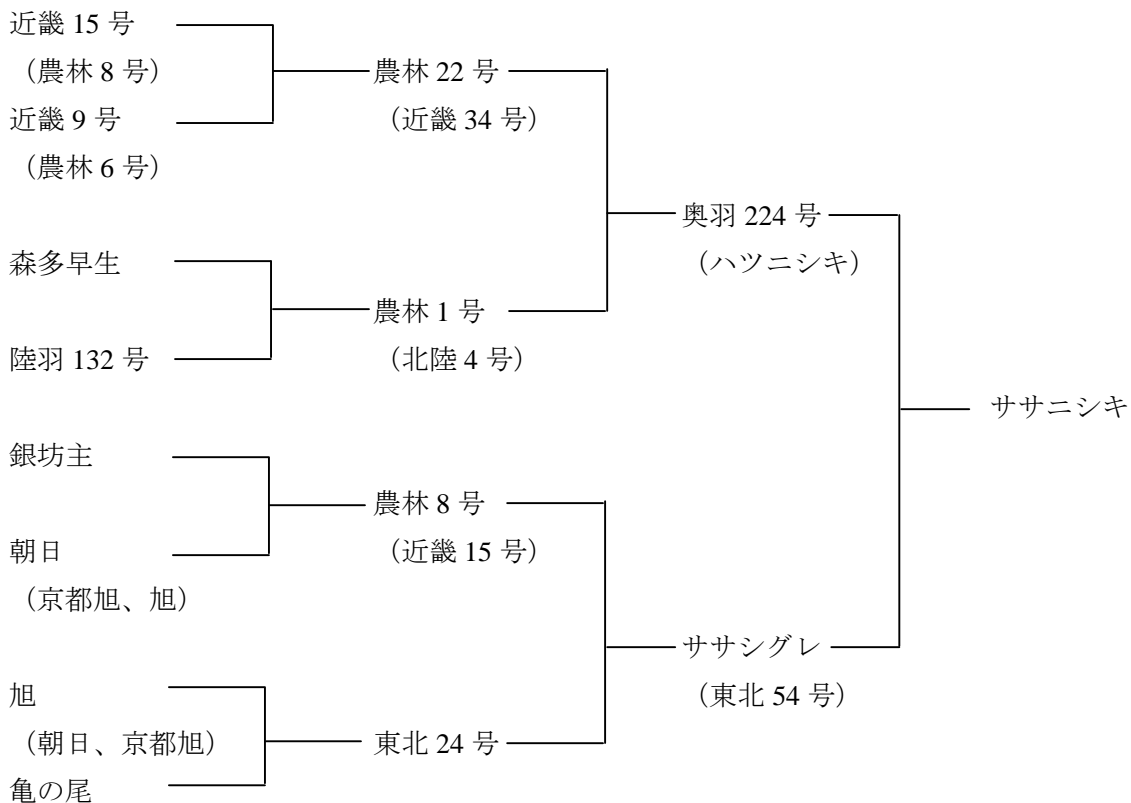 近畿 15 号
（農林 8 号）
近畿 9 号
（農林 6 号）
農林 22 号
（近畿 34 号）
森多早生
陸羽 132 号
農林 1 号
（北陸 4 号）
奥羽 224 号
（ハツニシキ）
銀坊主
朝日
（京都旭、旭）
農林 8 号
（近畿 15 号）
旭
（朝日、京都旭）
亀の尾
東北 24 号
ササシグレ
（東北 54 号）
ササニシキ